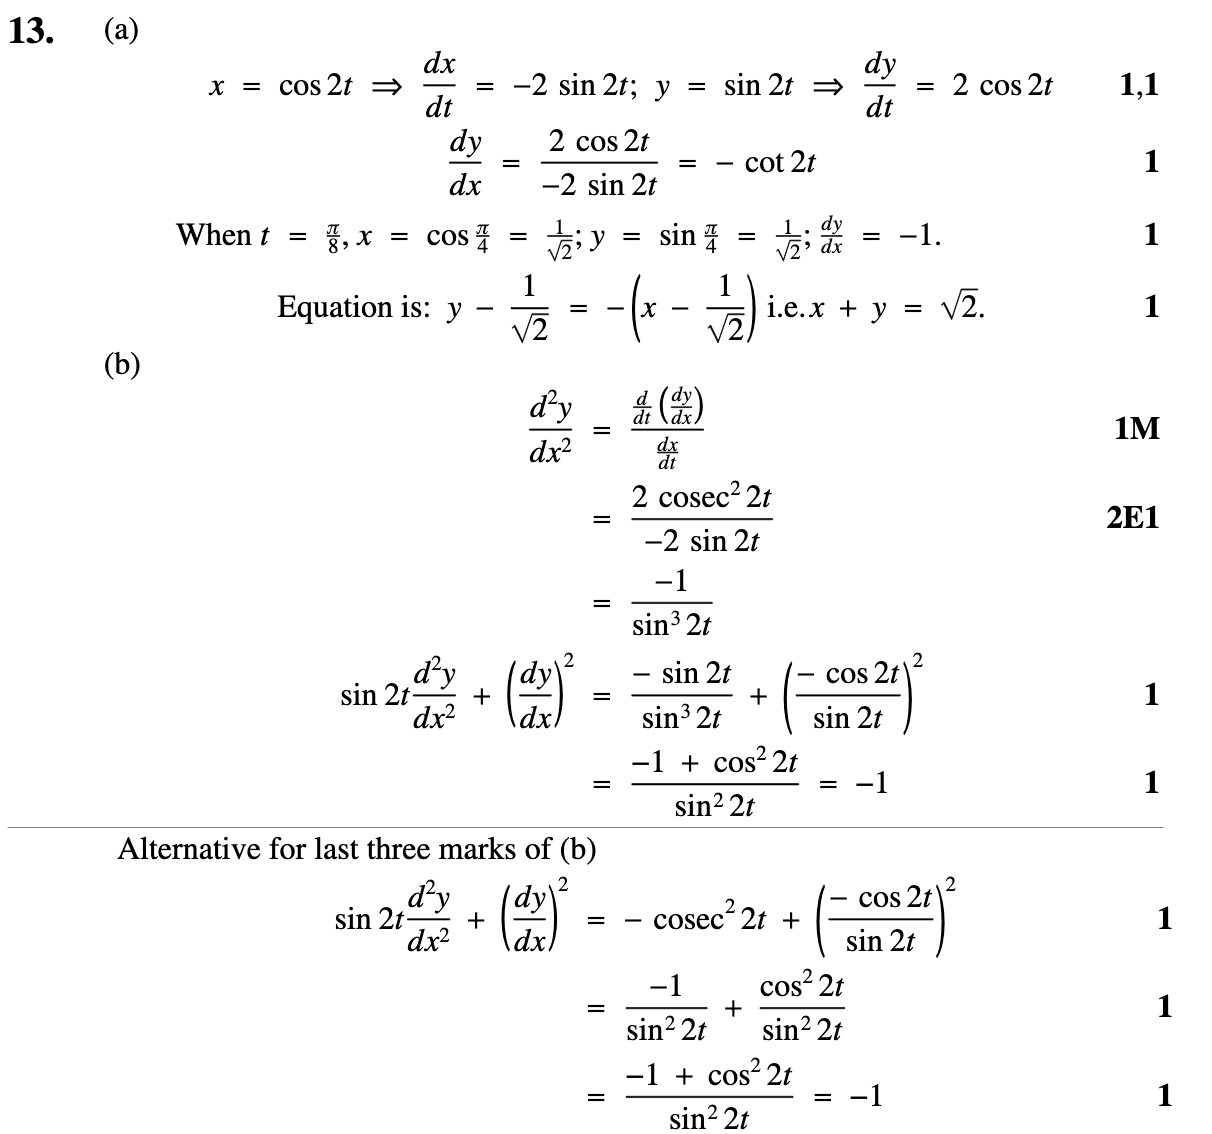 13. (a)
x = cos 2t ⇒ dx/dt = −2 sin 2t; y = sin 2t ⇒ dy/dt = 2 cos 2t 1,1
dy/dx = 2 cos 2t / −2 sin 2t = − cot 2t 1
When t = π/8, x = cos π/4 = 1/√2; y = sin π/4 = 1/√2; dy/dx = −1. 1
Equation is: y − 1/√2 = −(x − 1/√2) i.e. x + y = √2. 1
(b)
d²y/dx² = d/dt (dy/dx) / dx/dt 1M
= 2 cosec² 2t / −2 sin 2t 2E1
= −1 / sin³ 2t
sin 2t d²y/dx² + (dy/dx)² = − sin 2t / sin³ 2t + (− cos 2t / sin 2t)² 1
= −1 + cos² 2t / sin² 2t = −1 1
Alternative for last three marks of (b)
sin 2t d²y/dx² + (dy/dx)² = − cosec² 2t + (− cos 2t / sin 2t)² 1
= −1 / sin² 2t + cos² 2t / sin² 2t 1
= −1 + cos² 2t / sin² 2t = −1 1